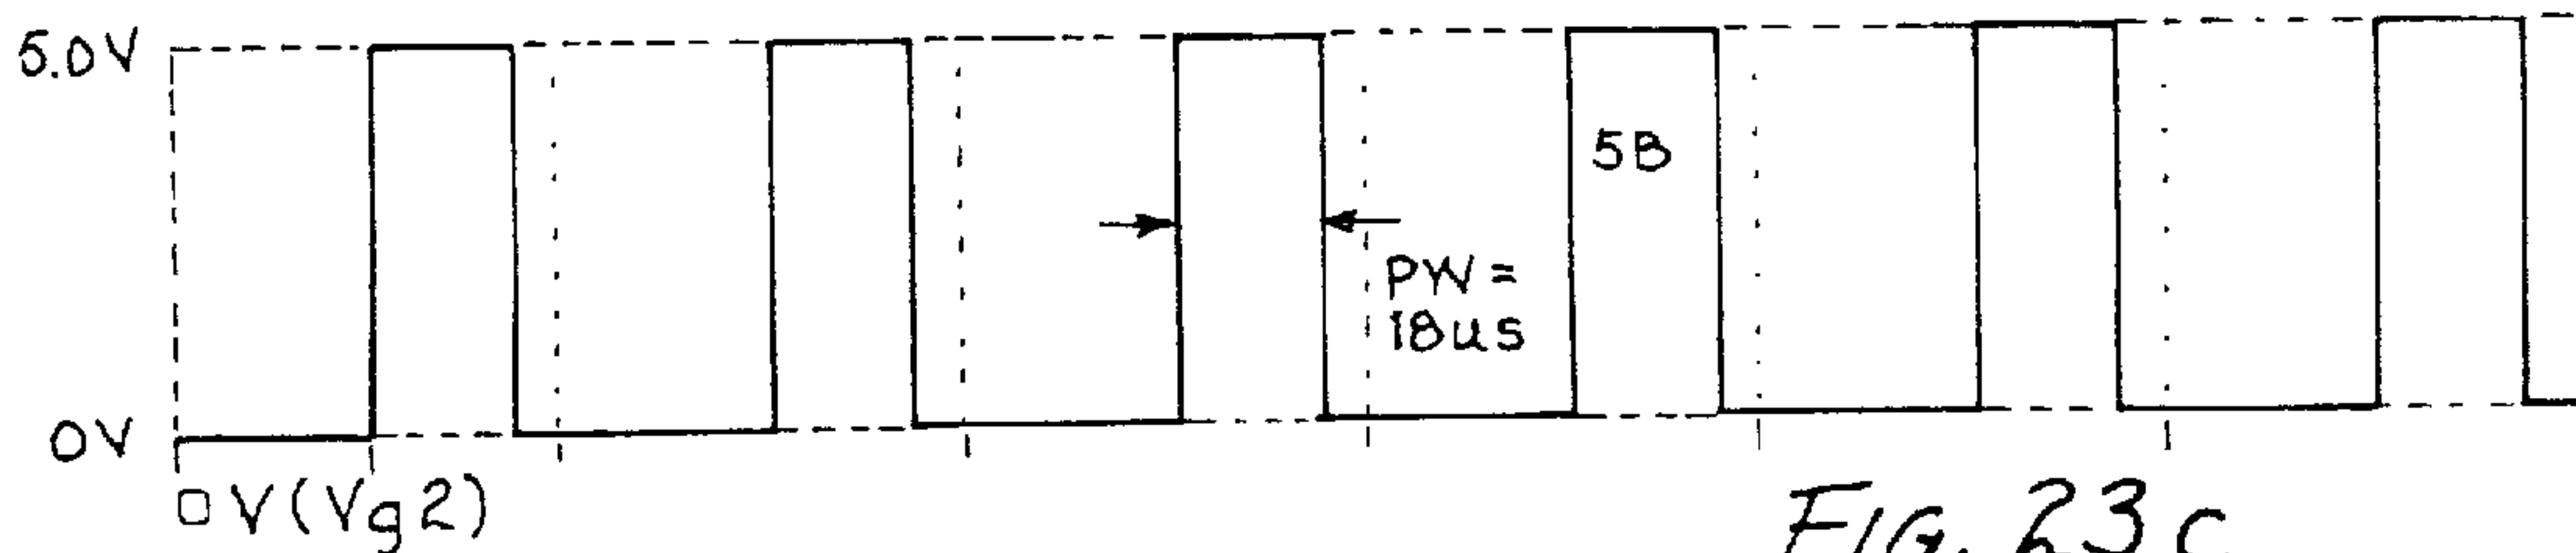 5.0V
5B
PW=
18us
0V
□ V(Vg2)
FIG. 23c